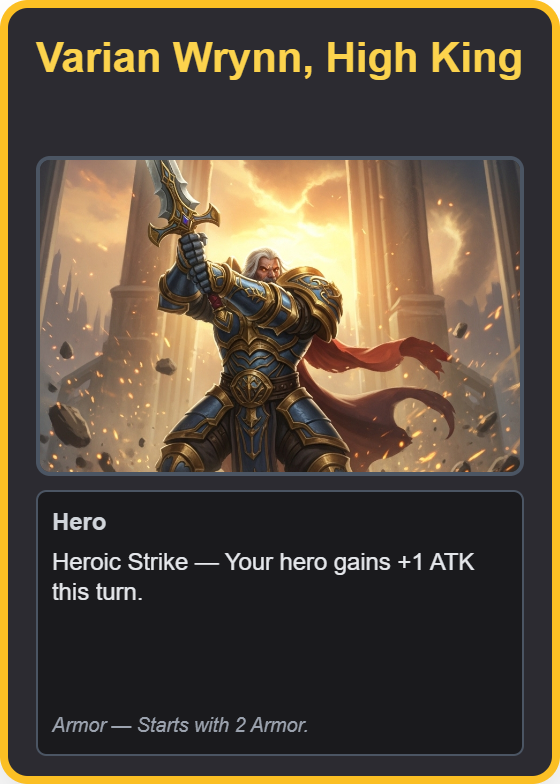 Varian Wrynn, High King
Hero
Heroic Strike — Your hero gains +1 ATK
this turn.
Armor — Starts with 2 Armor.